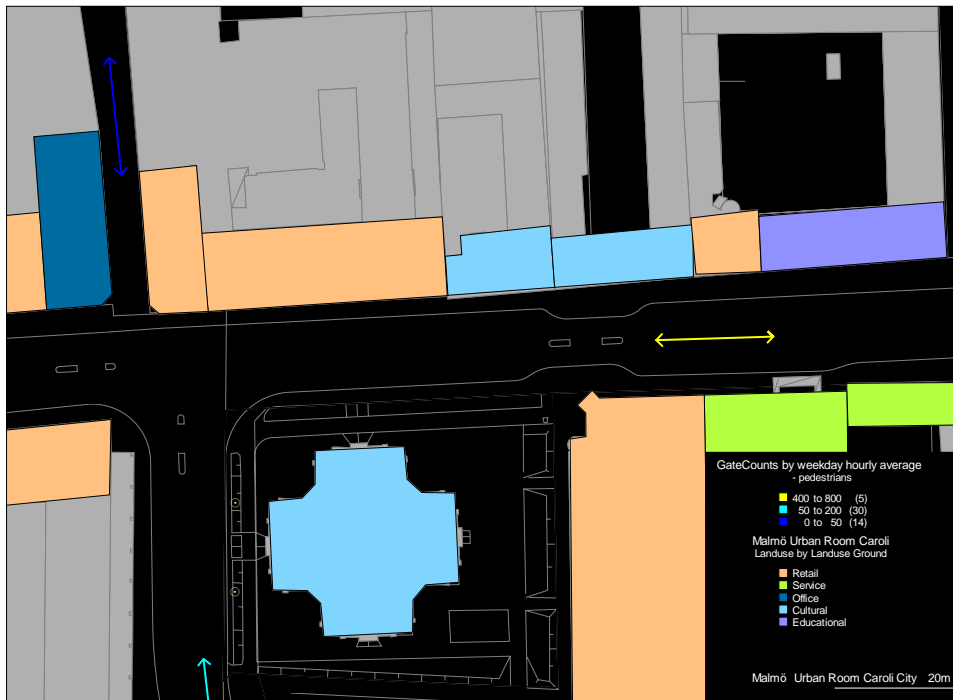 GateCounts by weekday hourly average
- pedestrians
400 to 800 (5)
50 to 200 (30)
0 to 50 (14)
Malmö Urban Room Caroli
Landuse by Landuse Ground
Retail
Service
Office
Cultural
Educational
Malmö Urban Room Caroli City 20m